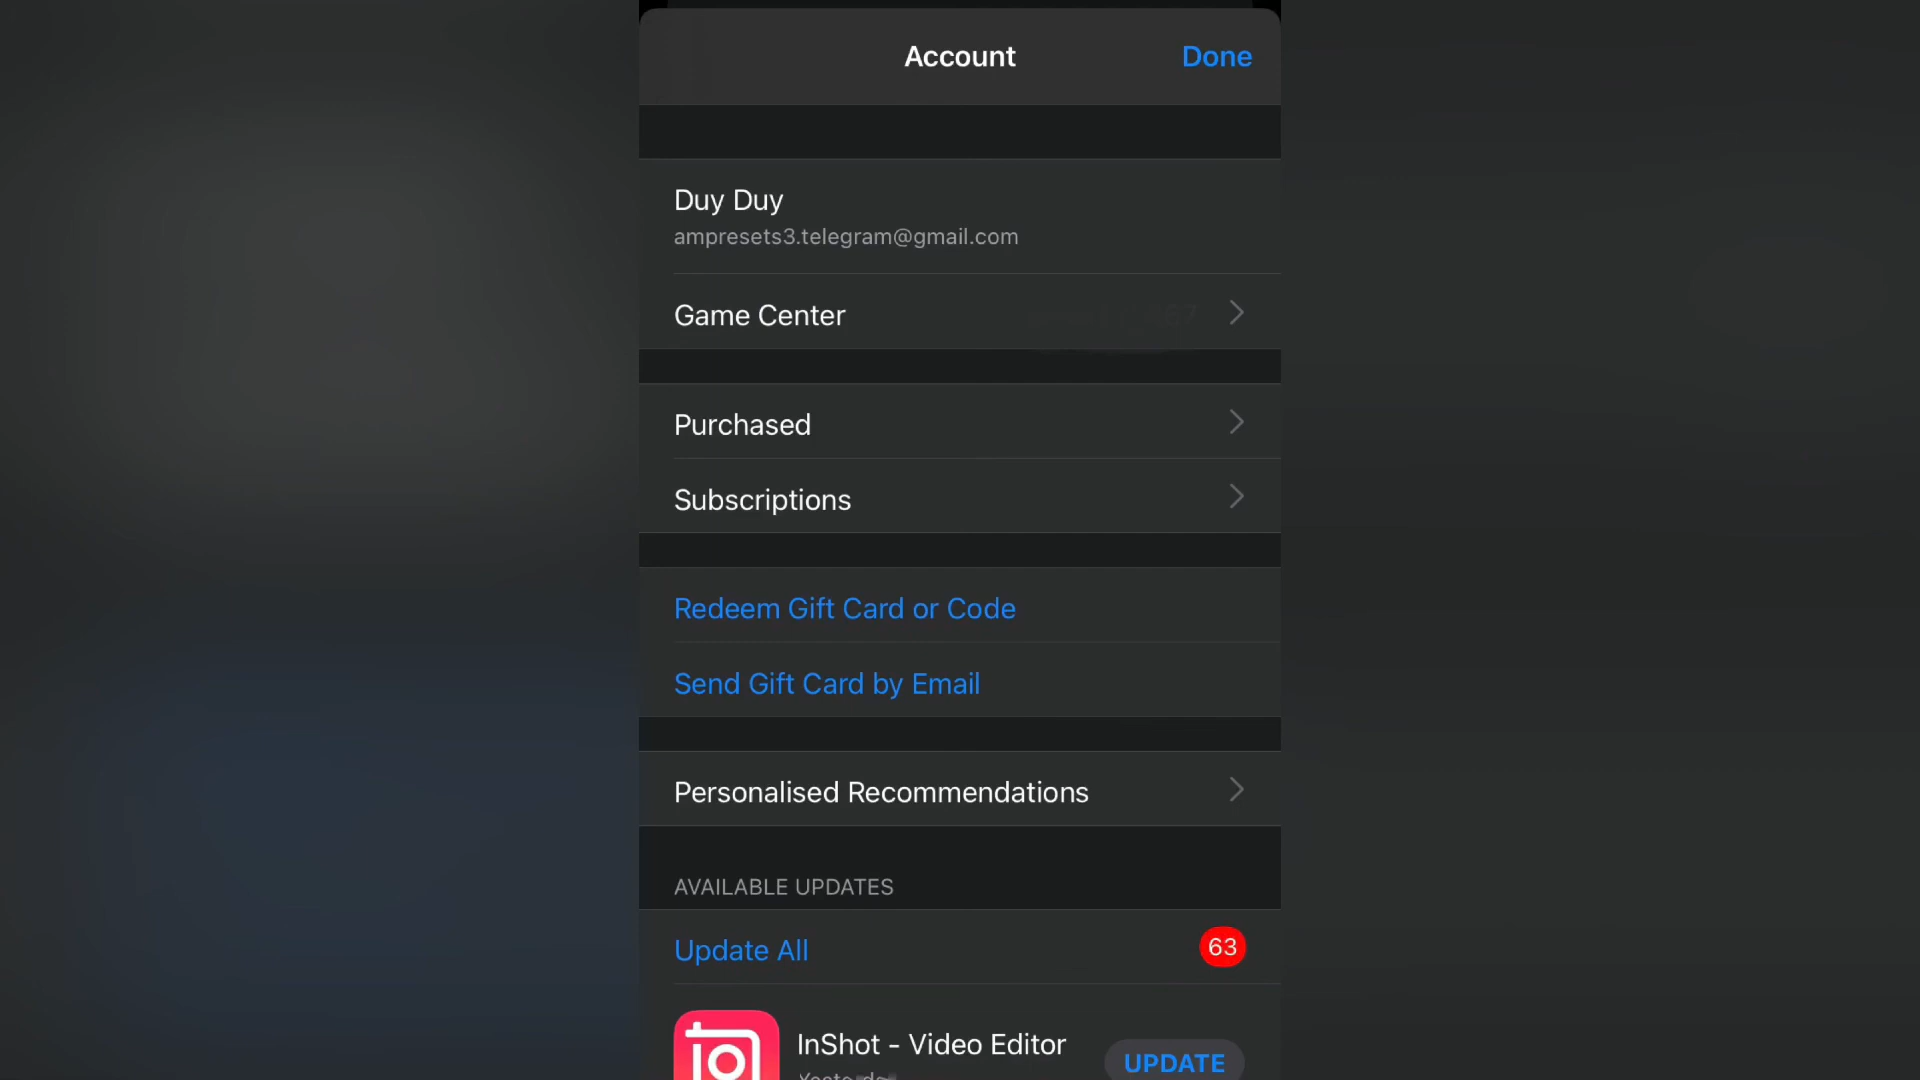 Account
Done
Duy Duy
ampresets3.telegram@gmail.com
Game Center
Purchased
Subscriptions
Redeem Gift Card or Code
Send Gift Card by Email
Personalised Recommendations
AVAILABLE UPDATES
Update All
63
InShot - Video Editor
UPDATE